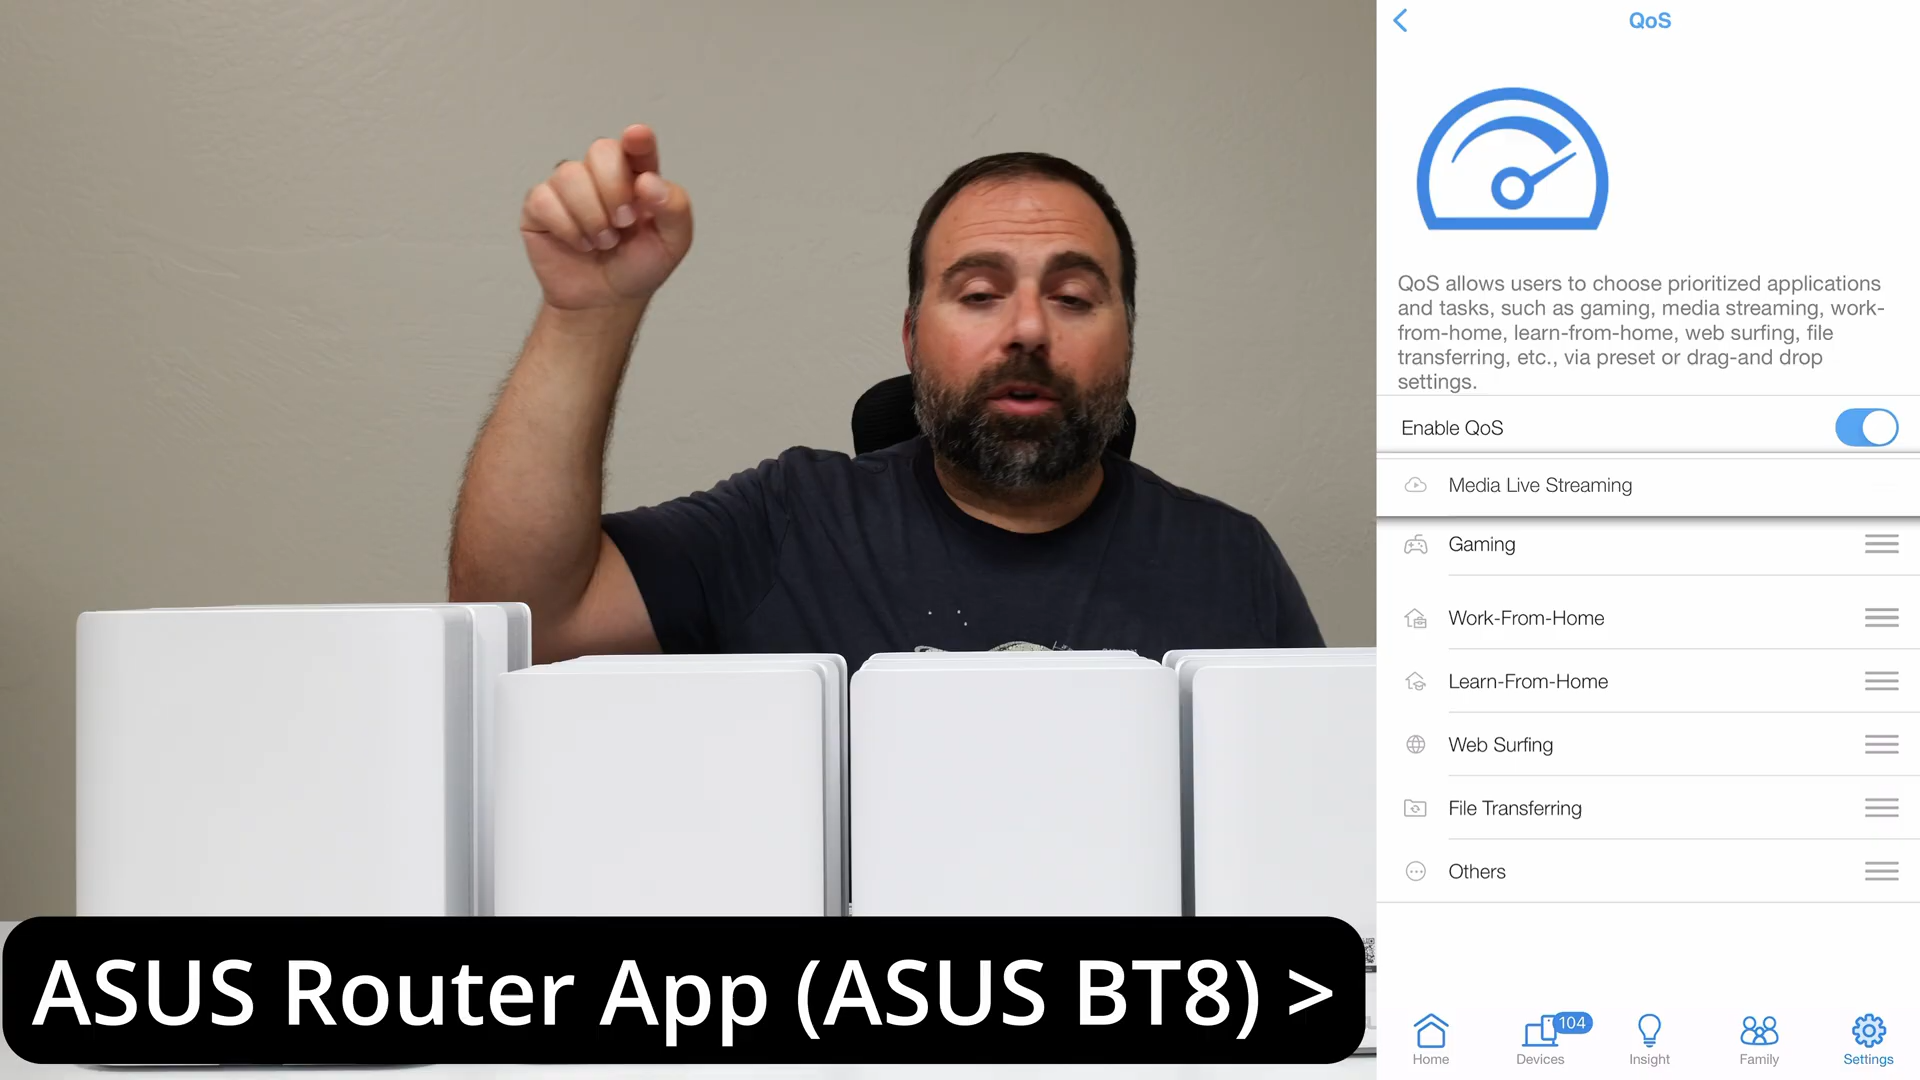 QoS
QoS allows users to choose prioritized applications
and tasks, such as gaming, media streaming, work-
from-home, learn-from-home, web surfing, file
transferring, etc., via preset or drag-and drop
settings.
Enable QoS
Media Live Streaming
Gaming
Work-From-Home
Learn-From-Home
Web Surfing
File Transferring
Others
104
Home
Devices
Insight
Family
Settings
ASUS Router App (ASUS BT8) >